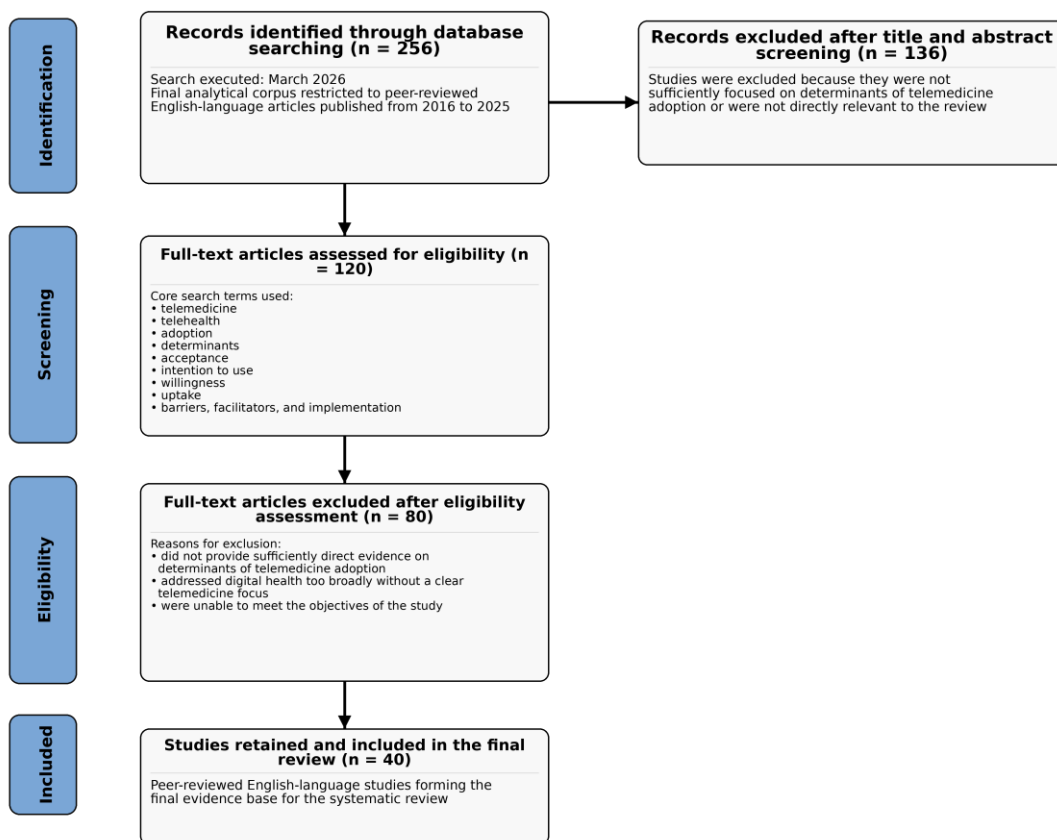 Identification
Records identified through database
searching (n = 256)
Search executed: March 2026
Final analytical corpus restricted to peer-reviewed
English-language articles published from 2016 to 2025
Records excluded after title and abstract
screening (n = 136)
Studies were excluded because they were not
sufficiently focused on determinants of telemedicine
adoption or were not directly relevant to the review
Screening
Full-text articles assessed for eligibility (n
= 120)
Core search terms used:
• telemedicine
• telehealth
• adoption
• determinants
• acceptance
• intention to use
• willingness
• uptake
• barriers, facilitators, and implementation
Eligibility
Full-text articles excluded after eligibility
assessment (n = 80)
Reasons for exclusion:
• did not provide sufficiently direct evidence on
determinants of telemedicine adoption
• addressed digital health too broadly without a clear
telemedicine focus
• were unable to meet the objectives of the study
Included
Studies retained and included in the final
review (n = 40)
Peer-reviewed English-language studies forming the
final evidence base for the systematic review